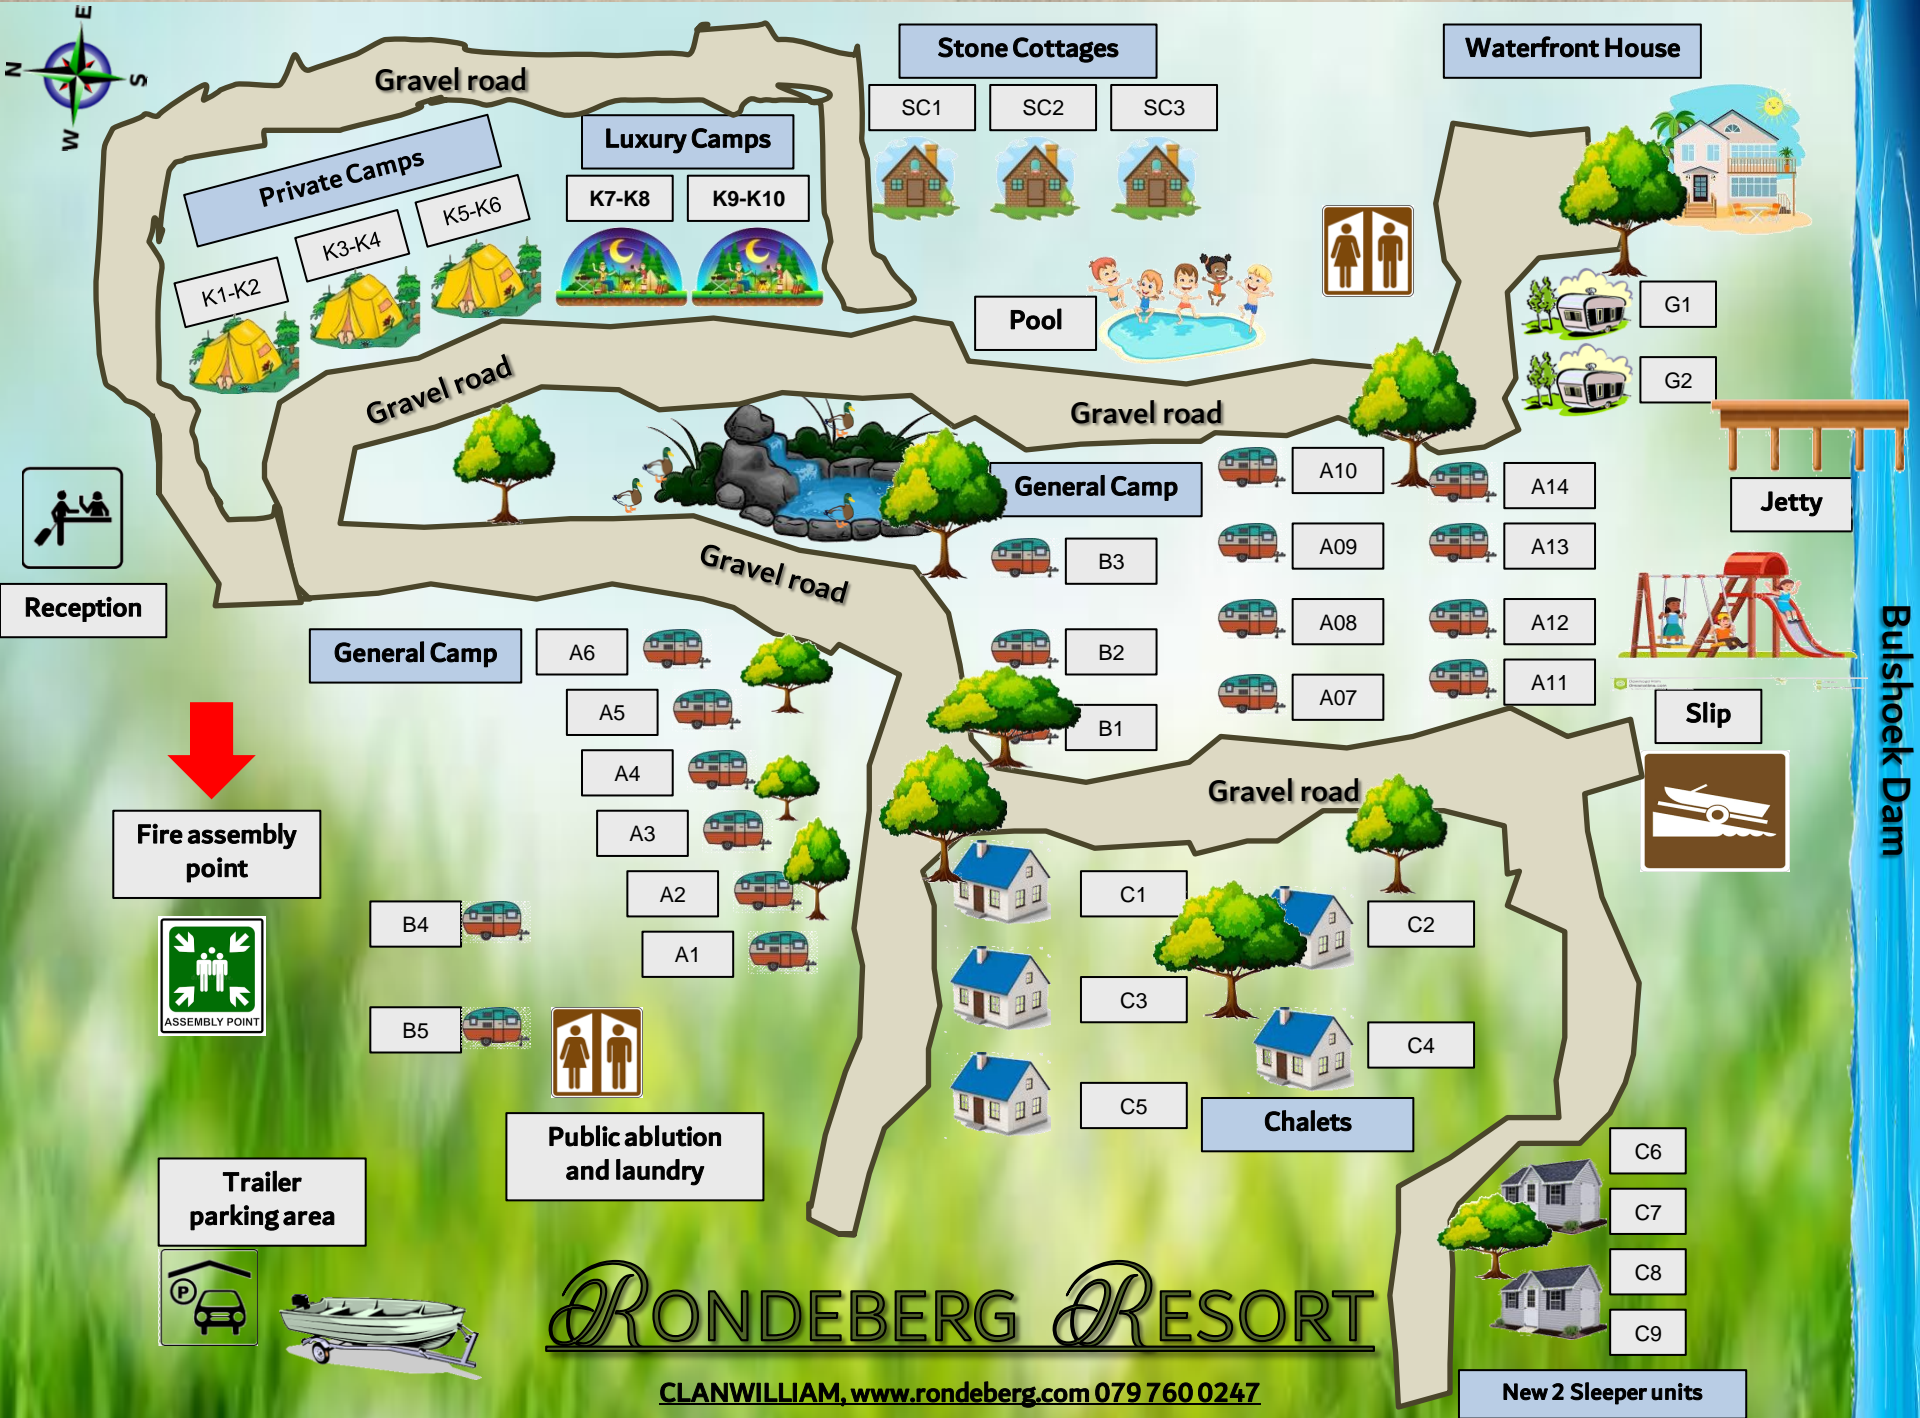 E
N
S
W
Gravel road
Stone Cottages
Waterfront House
SC1
SC2
SC3
Private Camps
Luxury Camps
K1-K2
K3-K4
K5-K6
K7-K8
K9-K10
Pool
G1
G2
Gravel road
Gravel road
Jetty
General Camp
A10
A14
B3
A09
A13
Gravel road
Reception
B2
A08
A12
B1
A07
A11
Slip
Bulshoek Dam
General Camp
A6
A5
A4
A3
A2
A1
Gravel road
Fire assembly
point
ASSEMBLY POINT
B4
B5
C1
C2
C3
C4
C5
Chalets
Public ablution
and laundry
Trailer
parking area
P
C6
C7
C8
C9
New 2 Sleeper units
RONDEBERG RESORT
CLANWILLIAM, www.rondeberg.com 079 760 0247